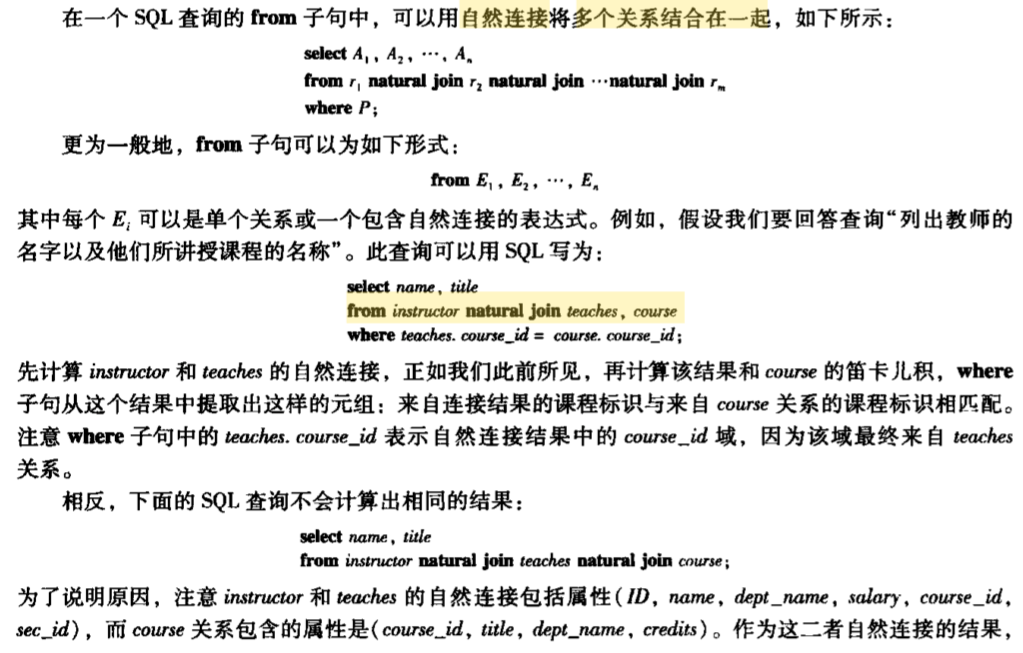 在一个 SQL 查询的 from 子句中，可以用自然连接将多个关系结合在一起，如下所示：
select A₁, A₂, ⋯, Aₙ
from r₁ natural join r₂ natural join ⋯natural join rₘ
where P;
更为一般地，from 子句可以为如下形式：
from E₁, E₂, ⋯, Eₙ
其中每个 Eᵢ 可以是单个关系或一个包含自然连接的表达式。例如，假设我们要回答查询“列出教师的
名字以及他们所讲授课程的名称”。此查询可以用 SQL 写为：
select name, title
from instructor natural join teaches, course
where teaches. course_id = course. course_id;
先计算 instructor 和 teaches 的自然连接，正如我们此前所见，再计算该结果和 course 的笛卡儿积，where
子句从这个结果中提取出这样的元组：来自连接结果的课程标识与来自 course 关系的课程标识相匹配。
注意 where 子句中的 teaches. course_id 表示自然连接结果中的 course_id 域，因为该域最终来自 teaches
关系。
相反，下面的 SQL 查询不会计算出相同的结果：
select name, title
from instructor natural join teaches natural join course;
为了说明原因，注意 instructor 和 teaches 的自然连接包括属性(ID, name, dept_name, salary, course_id,
sec_id)，而 course 关系包含的属性是(course_id, title, dept_name, credits)。作为这二者自然连接的结果，